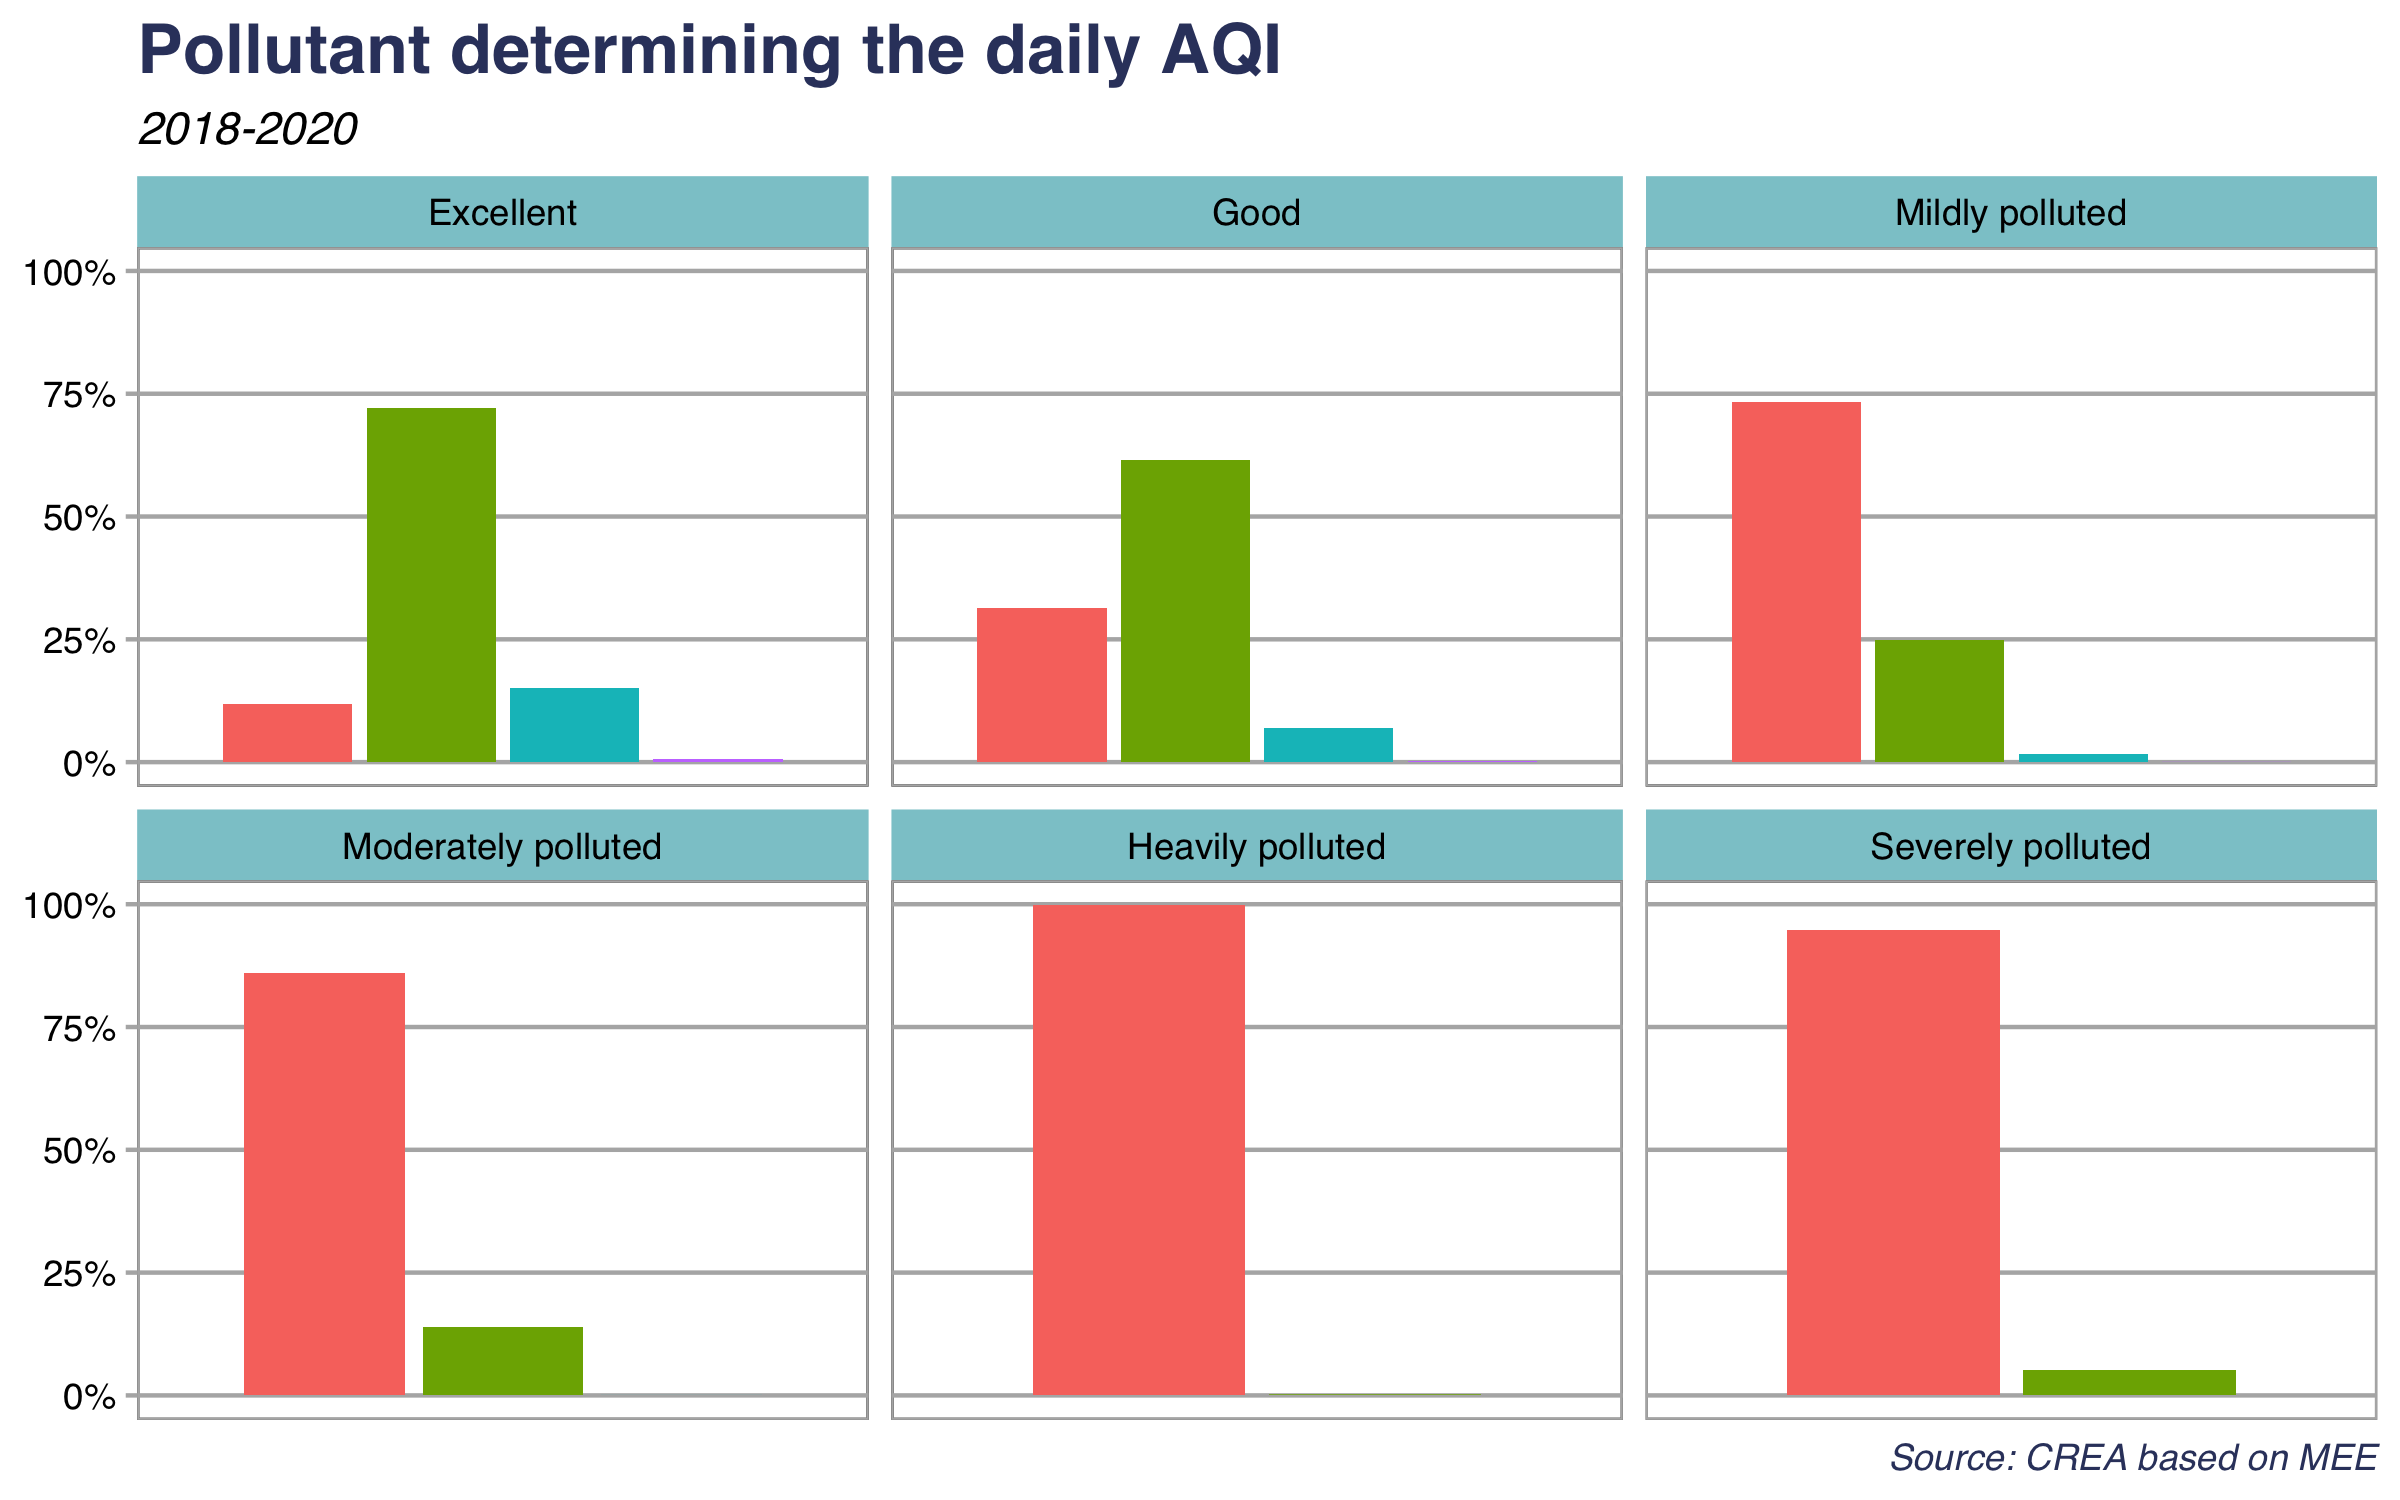 Pollutant determining the daily AQI
2018-2020
Excellent Good Mildly polluted
100%
75%
50%
25%
0%
Moderately polluted Heavily polluted Severely polluted
100%
75%
50%
25%
0%
Source: CREA based on MEE